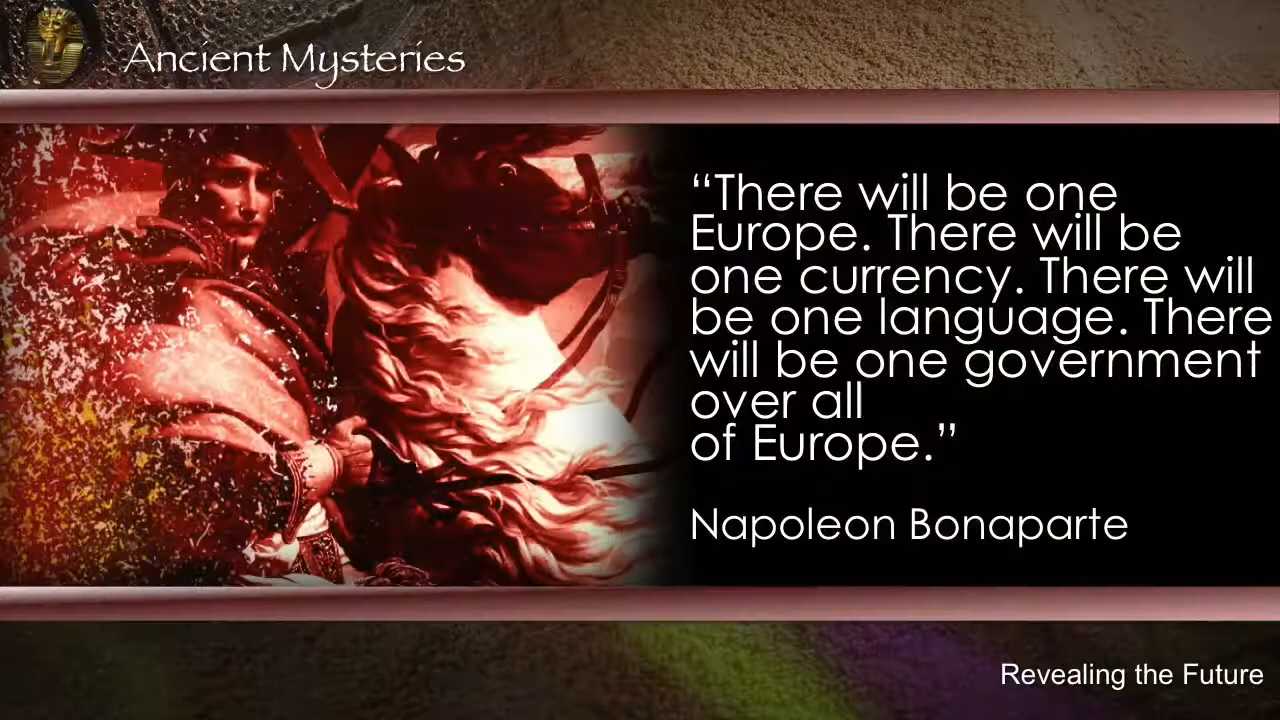 Ancient Mysteries
“There will be one
Europe. There will be
one currency. There will
be one language. There
will be one government
over all
of Europe.”
Napoleon Bonaparte
Revealing the Future